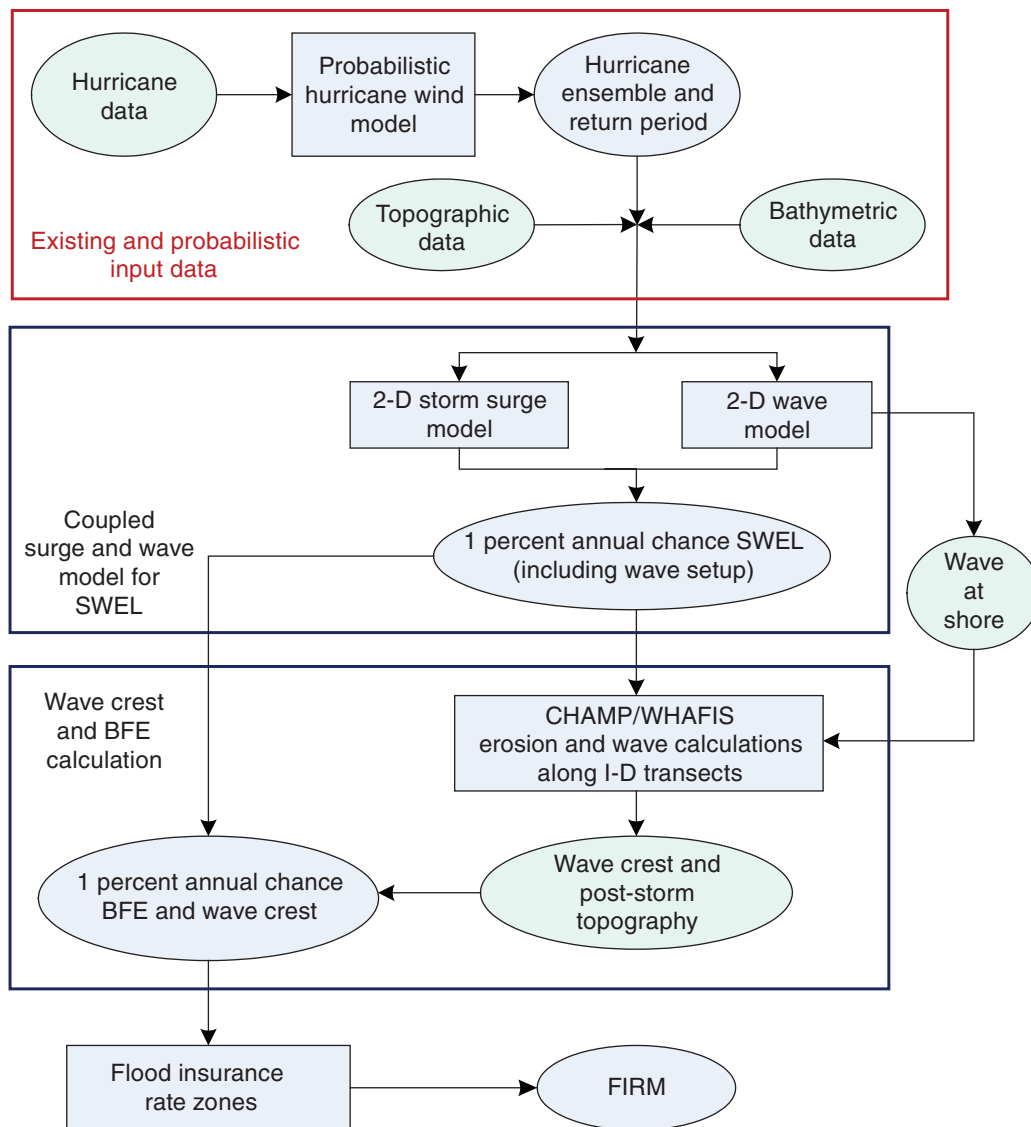 Hurricane
data
Probabilistic
hurricane wind
model
Hurricane
ensemble and
return period
Topographic
data
Bathymetric
data
Existing and probabilistic
input data
2-D storm surge
model
2-D wave
model
Coupled
surge and wave
model for
SWEL
1 percent annual chance SWEL
(including wave setup)
Wave
at
shore
Wave crest
and BFE
calculation
CHAMP/WHAFIS
erosion and wave calculations
along I-D transects
1 percent annual chance
BFE and wave crest
Wave crest and
post-storm
topography
Flood insurance
rate zones
FIRM